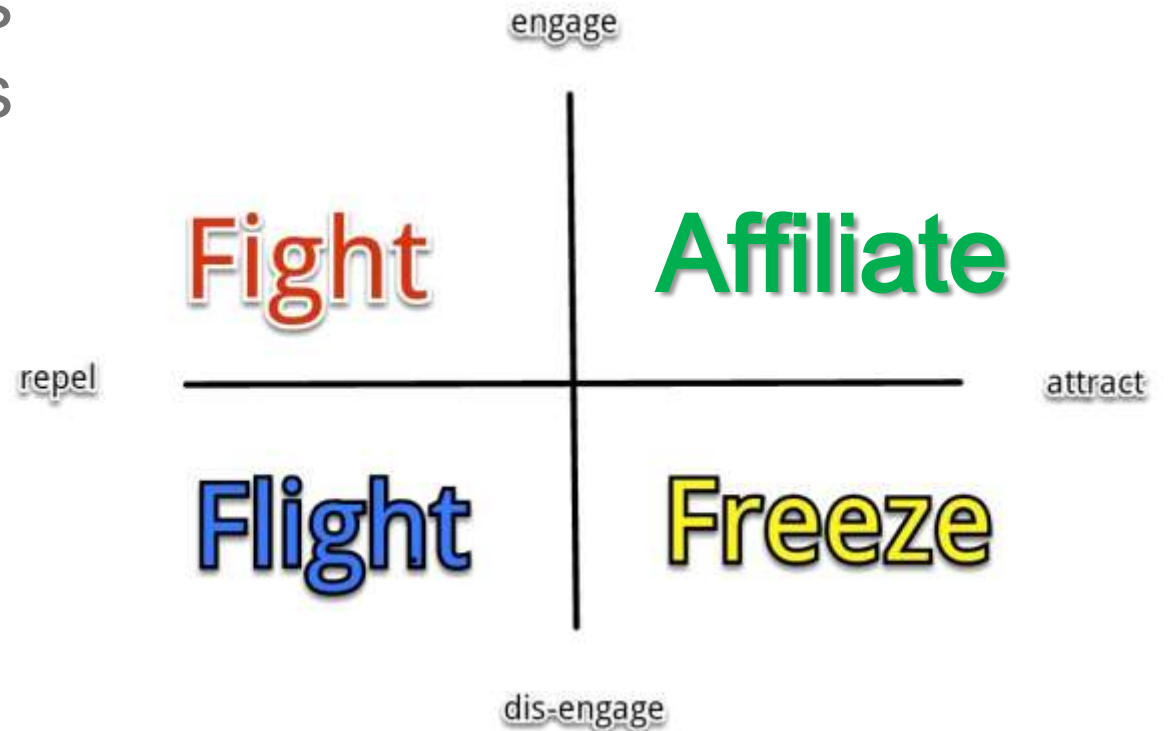 s
s
engage
Fight Affiliate
repel attract
Flight Freeze
dis-engage